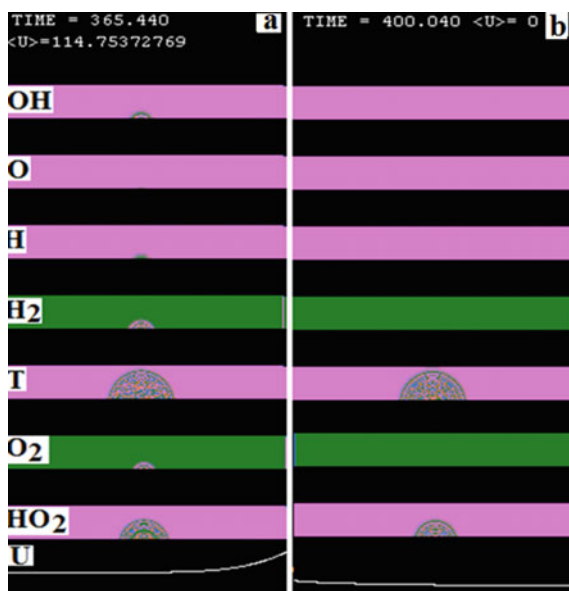 TIME = 365.440 a
<U>=114.75372769
TIME = 400.040 <U>= 0 b
OH
O
H
H2
T
O2
HO2
U